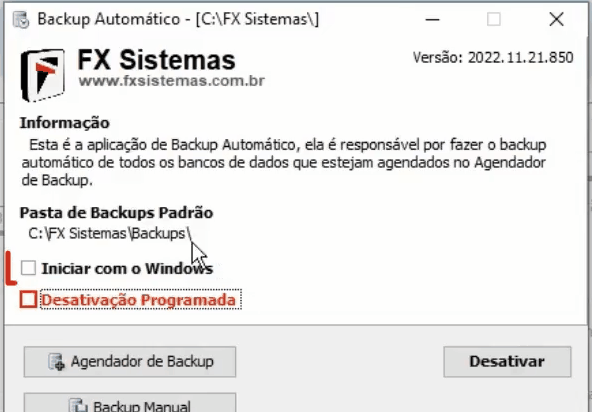 Backup Automático - [C:\FX Sistemas\]
FX Sistemas
www.fxsistemas.com.br
Versão: 2022.11.21.850
Informação
Esta é a aplicação de Backup Automático, ela é responsável por fazer o backup
automático de todos os bancos de dados que estejam agendados no Agendador
de Backup.
Pasta de Backups Padrão
C:\FX Sistemas\Backups\
Iniciar com o Windows
Desativação Programada
Agendador de Backup
Desativar
Backup Manual